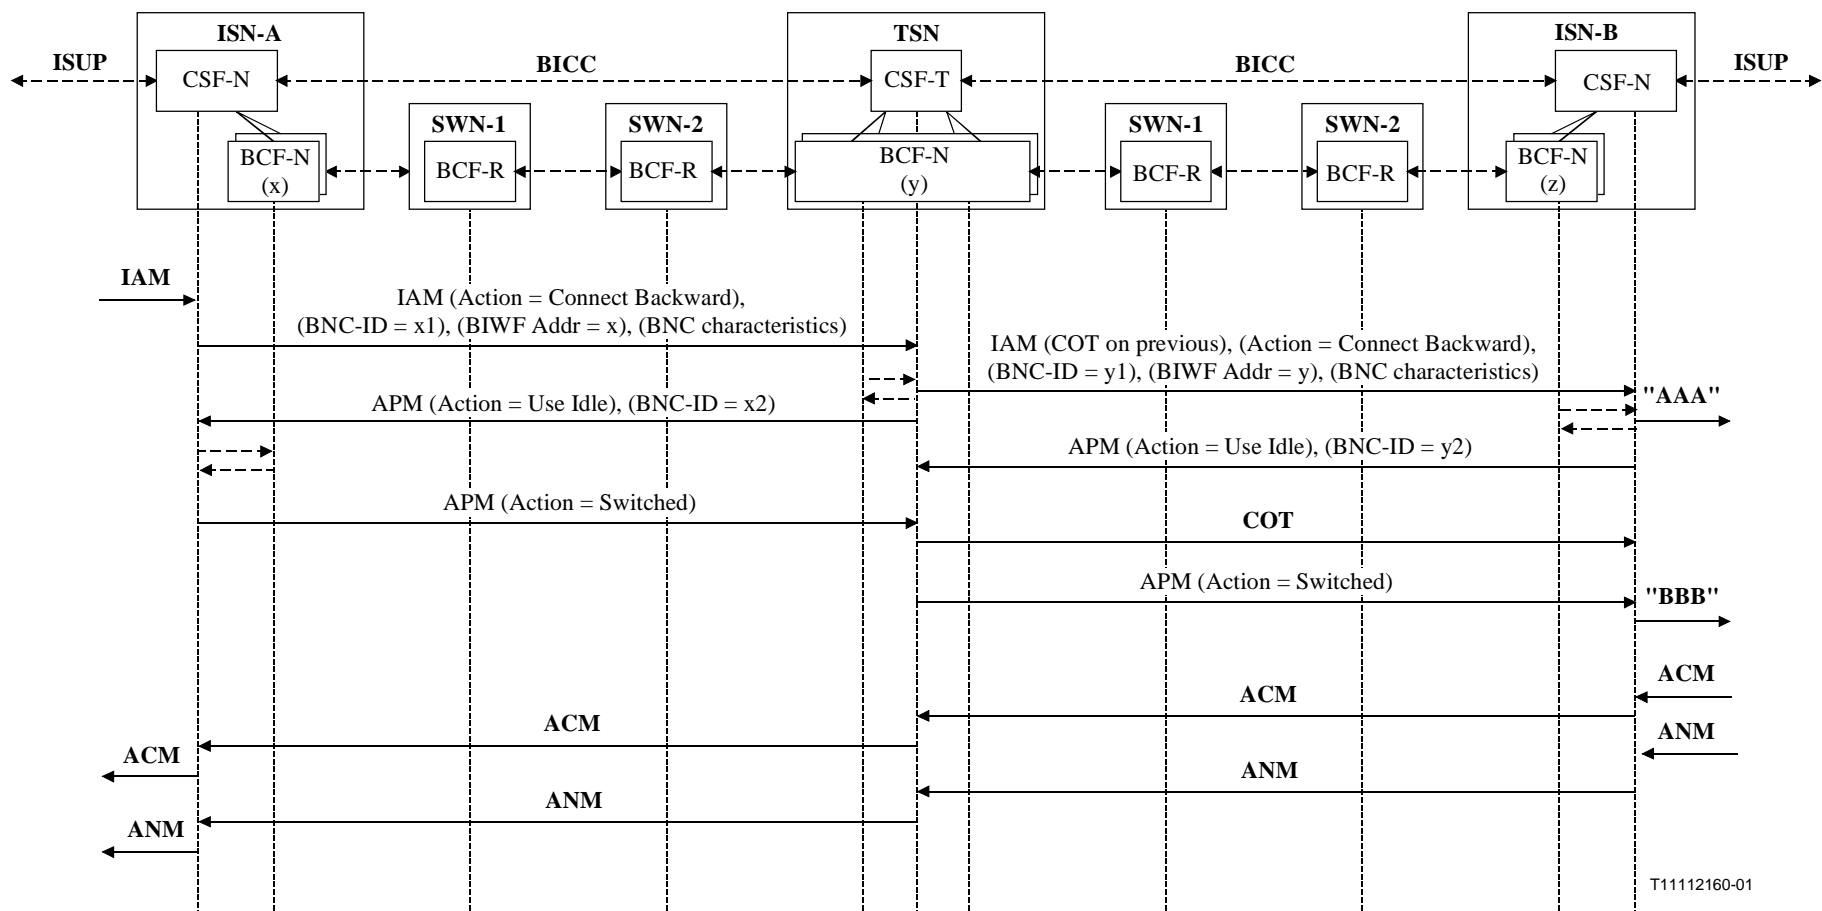 ISN-A
TSN
ISN-B
ISUP
BICC
BICC
ISUP
CSF-N
CSF-T
CSF-N
SWN-1
SWN-2
SWN-1
SWN-2
BCF-N
(x)
BCF-R
BCF-R
BCF-N
(y)
BCF-R
BCF-R
BCF-N
(z)
IAM
IAM (Action = Connect Backward),
(BNC-ID = x1), (BIWF Addr = x), (BNC characteristics)
IAM (COT on previous), (Action = Connect Backward),
(BNC-ID = y1), (BIWF Addr = y), (BNC characteristics)
APM (Action = Use Idle), (BNC-ID = x2)
"AAA"
APM (Action = Use Idle), (BNC-ID = y2)
APM (Action = Switched)
COT
APM (Action = Switched)
"BBB"
ACM
ACM
ACM
ANM
ACM
ANM
ANM
ANM
T11112160-01